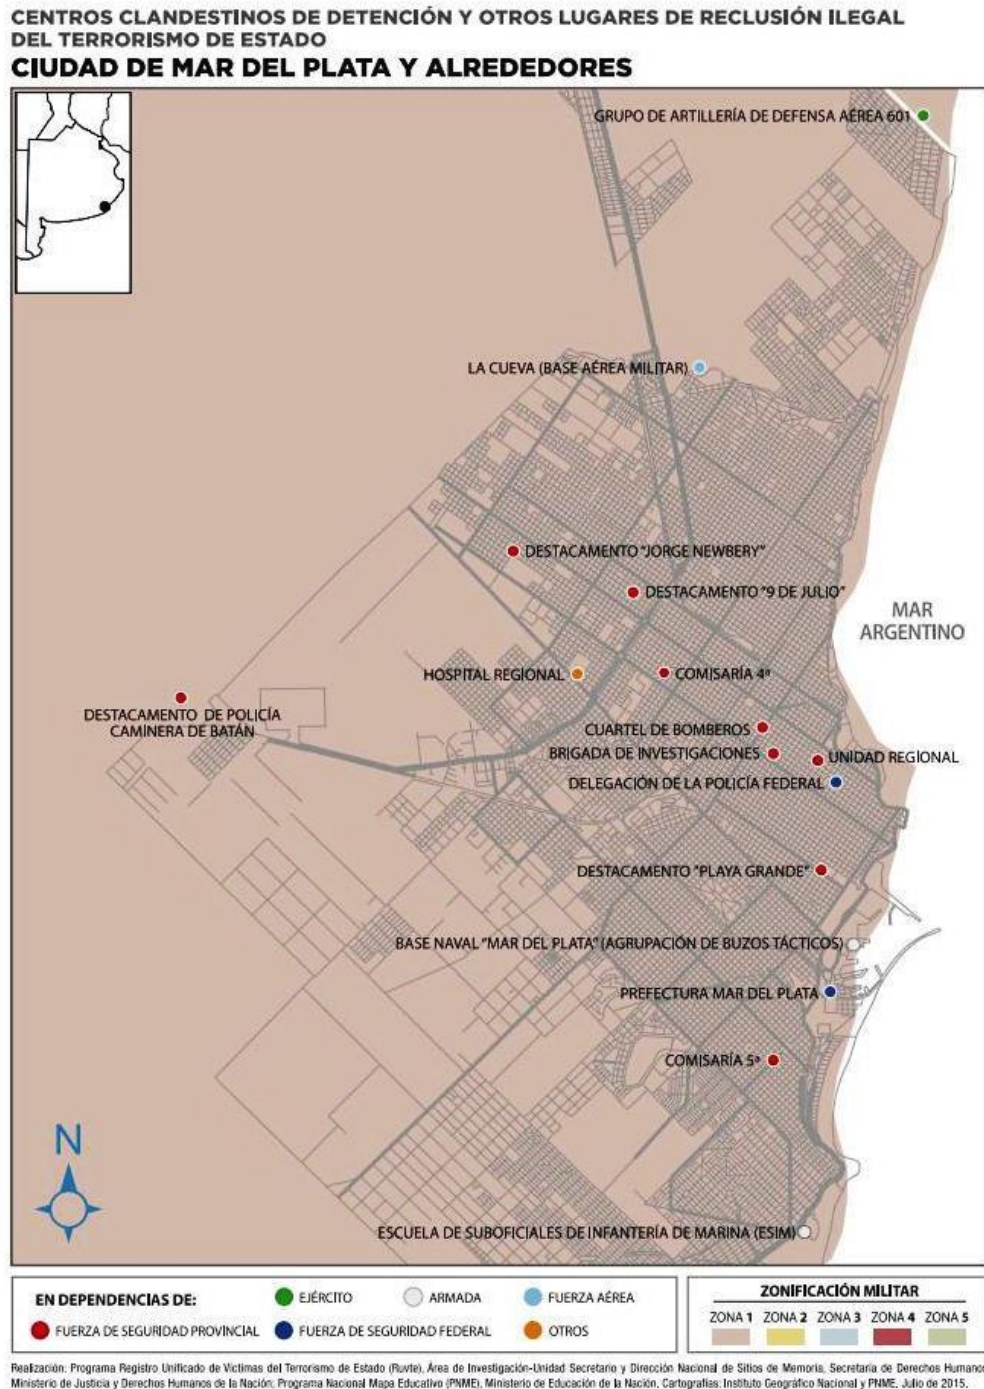 CENTROS CLANDESTINOS DE DETENCIÓN Y OTROS LUGARES DE RECLUSIÓN ILEGAL
DEL TERRORISMO DE ESTADO
CIUDAD DE MAR DEL PLATA Y ALREDEDORES
GRUPO DE ARTILLERÍA DE DEFENSA AÉREA 601
LA CUEVA (BASE AÉREA MILITAR)
DESTACAMENTO "JORGE NEWBERY"
DESTACAMENTO "9 DE JULIO"
MAR
ARGENTINO
HOSPITAL REGIONAL
COMISARÍA 4ª
DESTACAMENTO DE POLICÍA
CAMINERA DE BATÁN
CUARTEL DE BOMBEROS
BRIGADA DE INVESTIGACIONES
UNIDAD REGIONAL
DELEGACIÓN DE LA POLICÍA FEDERAL
DESTACAMENTO "PLAYA GRANDE"
BASE NAVAL "MAR DEL PLATA" (AGRUPACIÓN DE BUZOS TÁCTICOS)
PREFECTURA MAR DEL PLATA
COMISARÍA 5ª
N
ESCUELA DE SUBOFICIALES DE INFANTERÍA DE MARINA (ESIM)
EN DEPENDENCIAS DE:
EJÉRCITO
ARMADA
FUERZA AÉREA
FUERZA DE SEGURIDAD PROVINCIAL
FUERZA DE SEGURIDAD FEDERAL
OTROS
ZONIFICACIÓN MILITAR
ZONA 1 ZONA 2 ZONA 3 ZONA 4 ZONA 5
Realización: Programa Registro Unificado de Víctimas del Terrorismo de Estado (Ruvte), Área de Investigación-Unidad Secretario y Dirección Nacional de Sitios de Memoria, Secretaría de Derechos Humano
Ministerio de Justicia y Derechos Humanos de la Nación; Programa Nacional Mapa Educativo (PNME), Ministerio de Educación de la Nación. Cartografías: Instituto Geográfico Nacional y PNME. Julio de 2015.